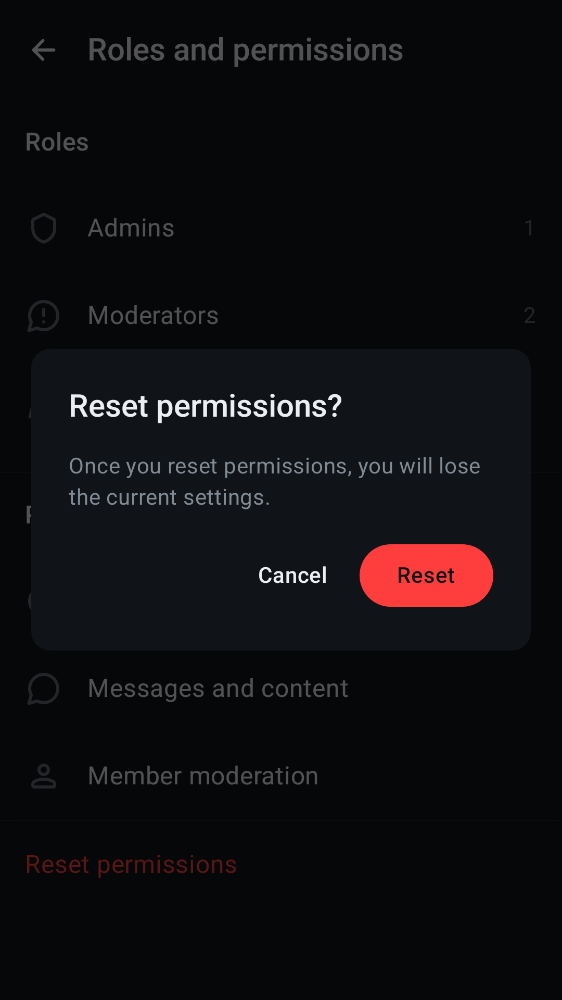 Roles and permissions
Roles
Admins
1
Moderators
2
Reset permissions?
Once you reset permissions, you will lose
the current settings.
Cancel
Reset
Messages and content
Member moderation
Reset permissions